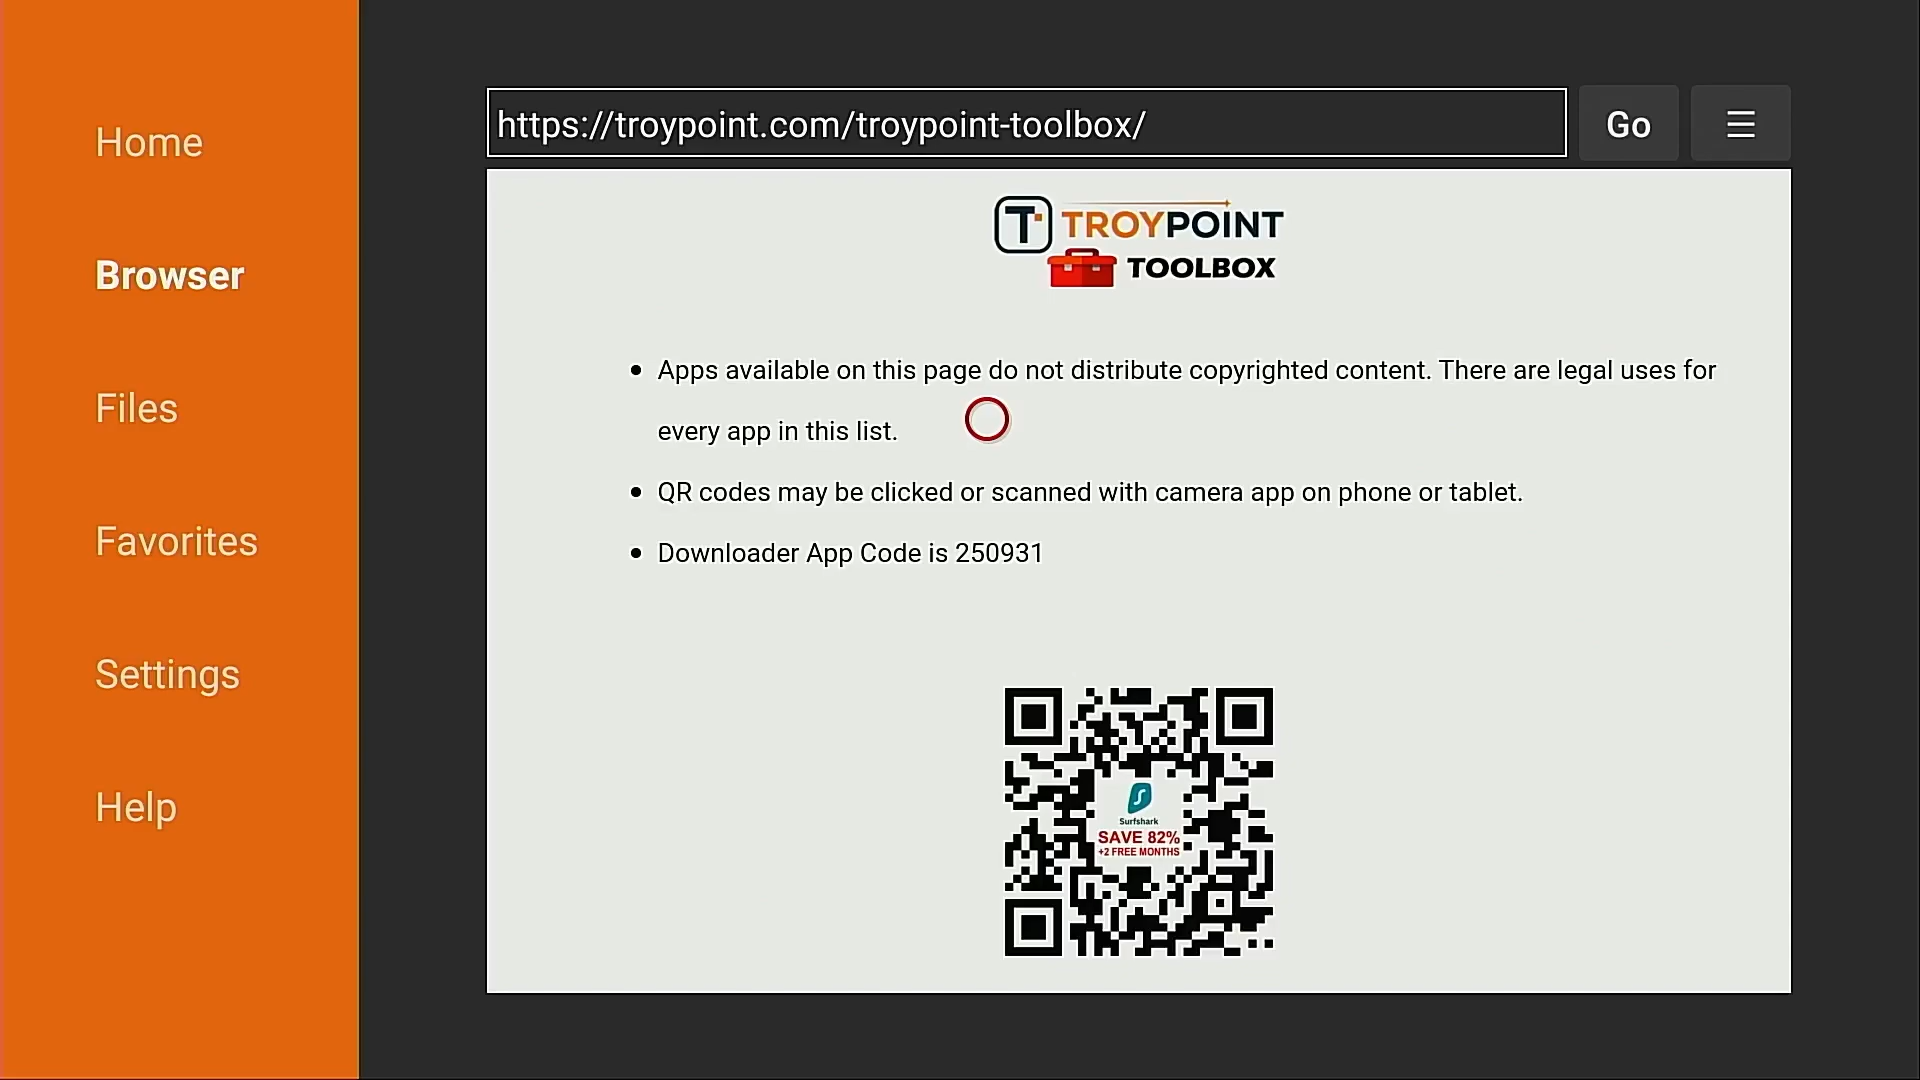 Home
Browser
Files
Favorites
Settings
Help
https://troypoint.com/troypoint-toolbox/
Go
T TROYPOINT
TOOLBOX
Apps available on this page do not distribute copyrighted content. There are legal uses for
every app in this list.
QR codes may be clicked or scanned with camera app on phone or tablet.
Downloader App Code is 250931
Surfshark
SAVE 82%
+2 FREE MONTHS